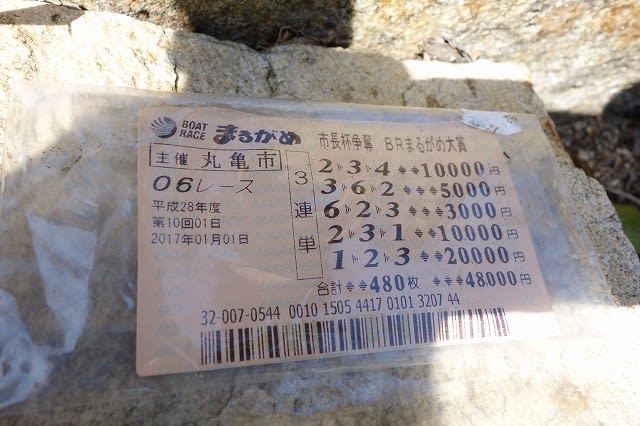 BOAT RACE まるがめ 市長杯争奪 BRまるがめ大賞
主催 丸亀市
06レース
平成28年度
第10回01日
2017年01月01日
3連単
2-3-4 ◆◆10000円
3-6-2 ◆◆◆5000円
6-2-3 ◆◆◆3000円
2-3-1 ◆◆10000円
1-2-3 ◆◆20000円
合計◆◆480枚◆◆48,000円
32-007-0544 0010 1505 4417 0101 3207 44